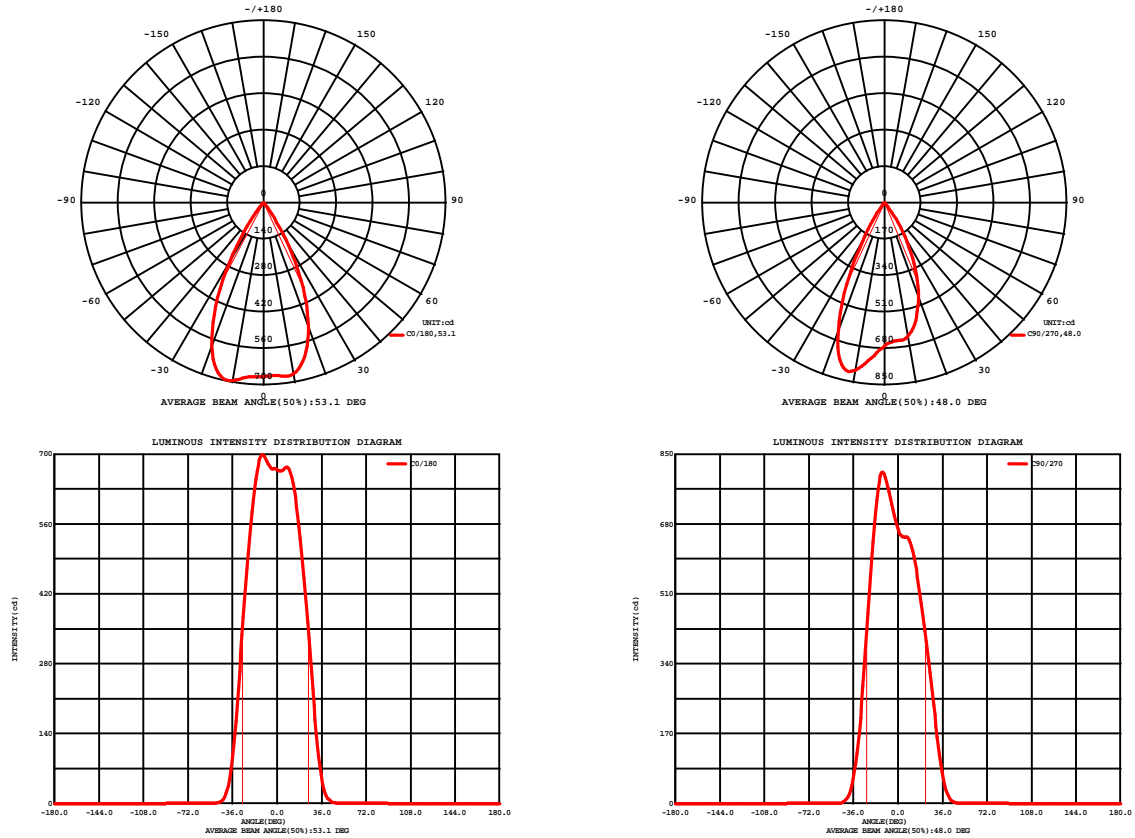 -/+180
-150
150
-120
120
-90
0
90
140
280
-60
60
420
UNIT:cd
C0/180,53.1
560
-30
30
700
0
AVERAGE BEAM ANGLE(50%):53.1 DEG
-/+180
-150
150
-120
120
-90
0
90
170
340
-60
60
510
UNIT:cd
C90/270,48.0
680
-30
30
850
0
AVERAGE BEAM ANGLE(50%):48.0 DEG
LUMINOUS INTENSITY DISTRIBUTION DIAGRAM
700
C0/180
560
420
INTENSITY(cd)
280
140
0
-180.0 -144.0 -108.0 -72.0 -36.0 0.0 36.0 72.0 108.0 144.0 180.0
ANGLE(DEG)
AVERAGE BEAM ANGLE(50%):53.1 DEG
LUMINOUS INTENSITY DISTRIBUTION DIAGRAM
850
C90/270
680
510
INTENSITY(cd)
340
170
0
-180.0 -144.0 -108.0 -72.0 -36.0 0.0 36.0 72.0 108.0 144.0 180.0
ANGLE(DEG)
AVERAGE BEAM ANGLE(50%):48.0 DEG